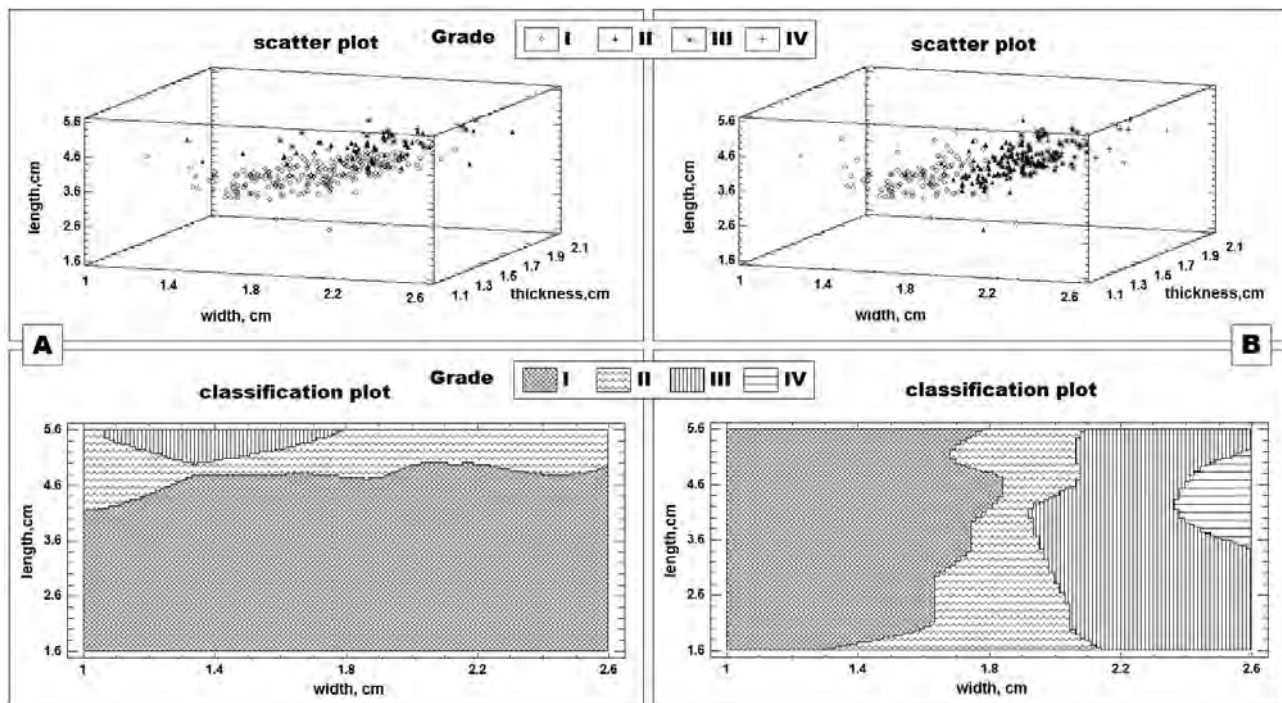 scatter plot Grade I II III IV scatter plot
5.6
4.6
3.6
2.6
1.6
length,cm
1 1.4 1.8 2.2 2.6
width, cm
1.1 1.3 1.5 1.7 1.9 2.1
thickness,cm
5.6
4.6
3.6
2.6
1.6
length,cm
1 1.4 1.8 2.2 2.6
width, cm
1.1 1.3 1.5 1.7 1.9 2.1
thickness,cm
A
B
classification plot Grade I II III IV classification plot
5.6
4.6
3.6
2.6
1.6
length,cm
1 1.4 1.8 2.2 2.6
width, cm
5.6
4.6
3.6
2.6
1.6
length,cm
1 1.4 1.8 2.2 2.6
width, cm